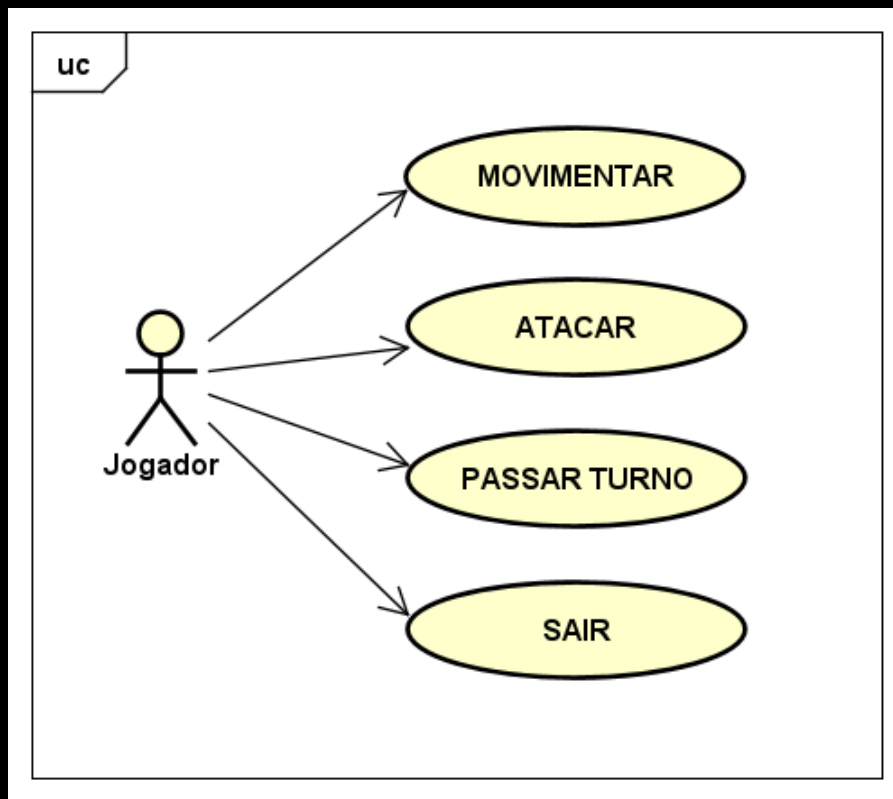 uc
MOVIMENTAR
ATACAR
Jogador
PASSAR TURNO
SAIR